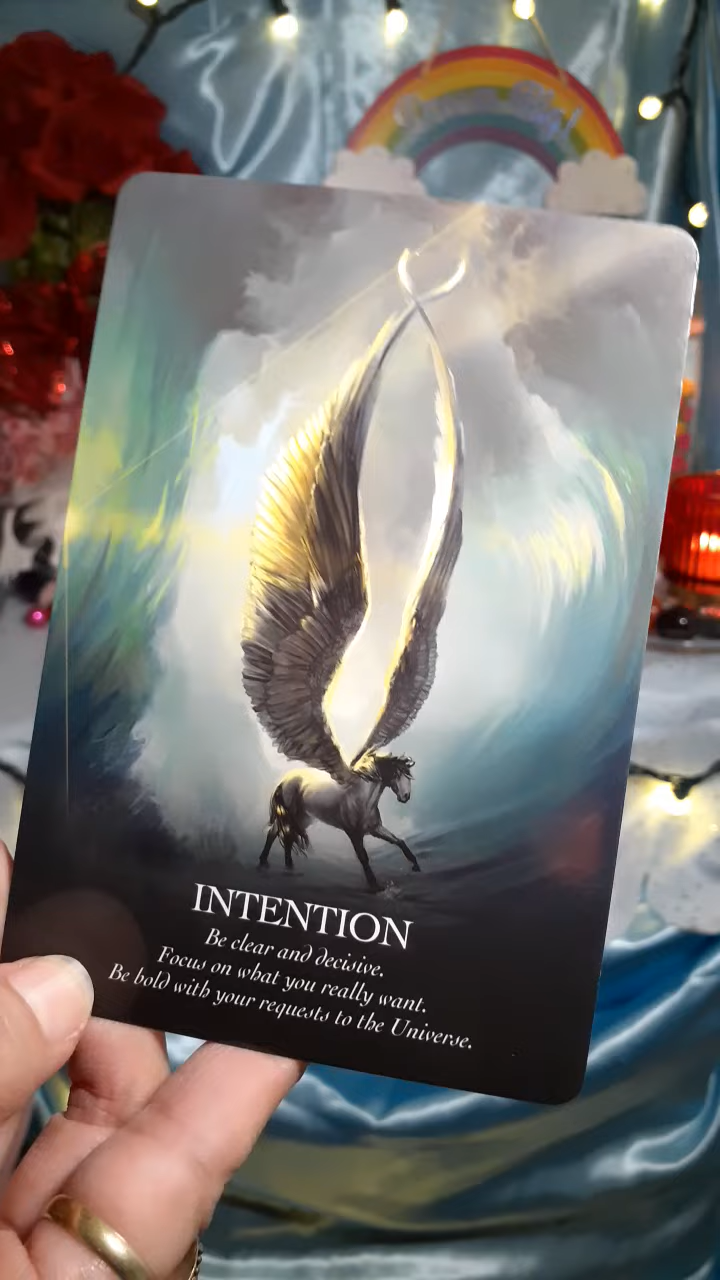 INTENTION
Be clear and decisive.
Focus on what you really want.
Be bold with your requests to the Universe.